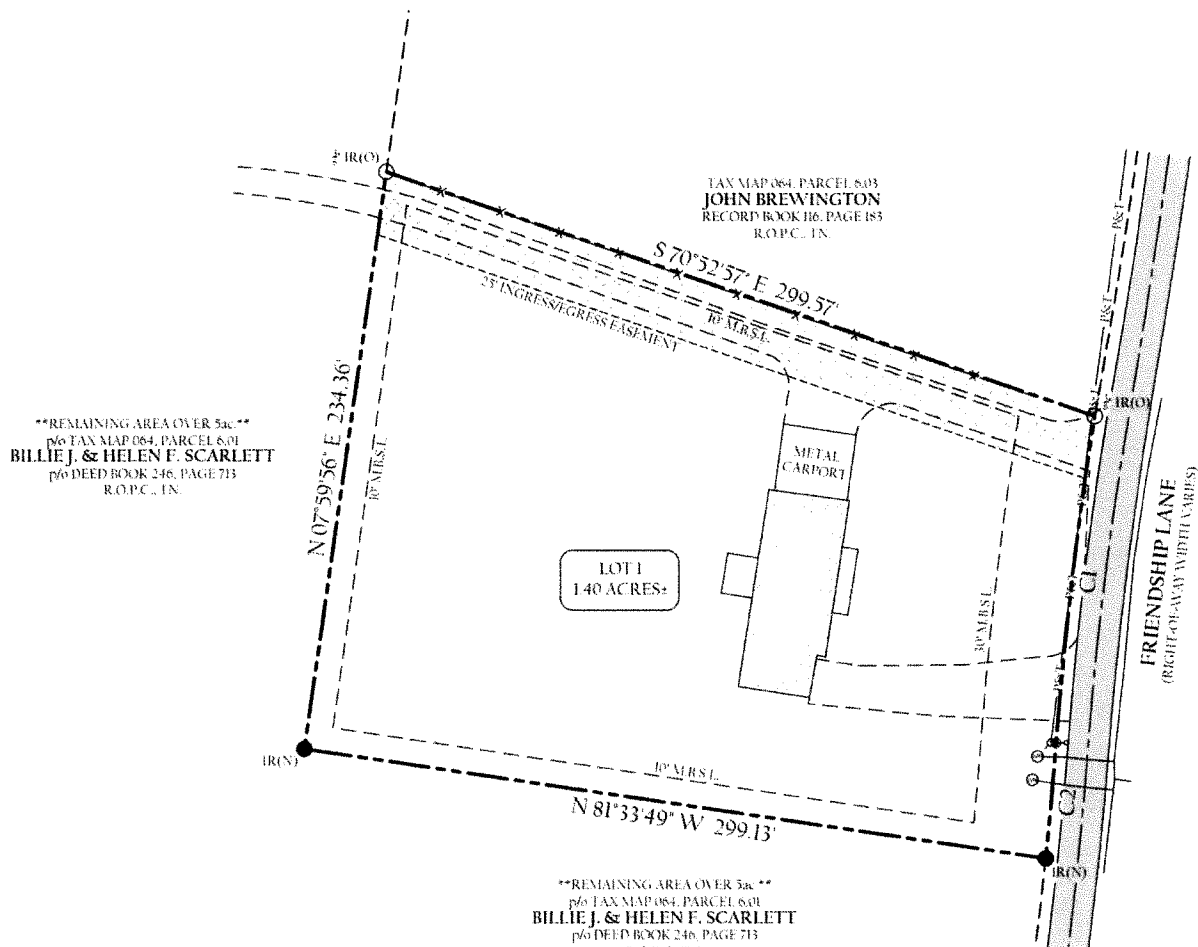 ½" IR(O)
TAX MAP 064, PARCEL 6.03
JOHN BREWINGTON
RECORD BOOK 116, PAGE 183
R.O.P.C., TN.
S 70°52'57" E 299.57'
10' M.B.S.L.
25' INGRESS/EGRESS EASEMENT
P&T
P&T
½" IR(O)
**REMAINING AREA OVER 5ac.**
p/o TAX MAP 064, PARCEL 6.01
BILLIE J. & HELEN F. SCARLETT
p/o DEED BOOK 246, PAGE 713
R.O.P.C., TN.
N 07°59'56" E 234.36'
10' M.B.S.L.
METAL
CARPORT
LOT 1
1.40 ACRES±
30' M.B.S.L.
P&T
P&T
P&T
C1
FRIENDSHIP LANE
(RIGHT-OF-WAY WIDTH VARIES)
C2
IR(N)
10' M.B.S.L.
N 81°33'49" W 299.13'
IR(N)
**REMAINING AREA OVER 5ac.**
p/o TAX MAP 064, PARCEL 6.01
BILLIE J. & HELEN F. SCARLETT
p/o DEED BOOK 246, PAGE 713